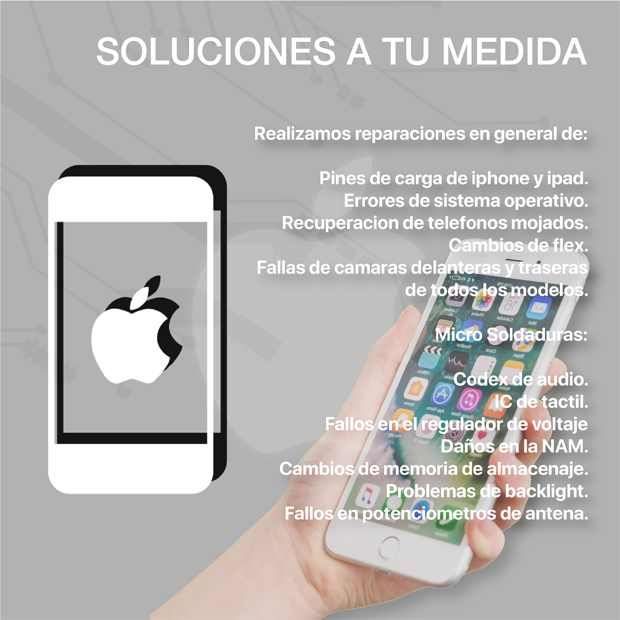 SOLUCIONES A TU MEDIDA
Realizamos reparaciones en general de:
Pines de carga de iphone y ipad.
Errores de sistema operativo.
Recuperacion de telefonos mojados.
Cambios de flex.
Fallas de camaras delanteras y traseras
de todos los modelos.
Micro Soldaduras:
Codex de audio.
IC de tactil.
Fallos en el regulador de voltaje
Daños en la NAM.
Cambios de memoria de almacenaje.
Problemas de backlight.
Fallos en potenciometros de antena.